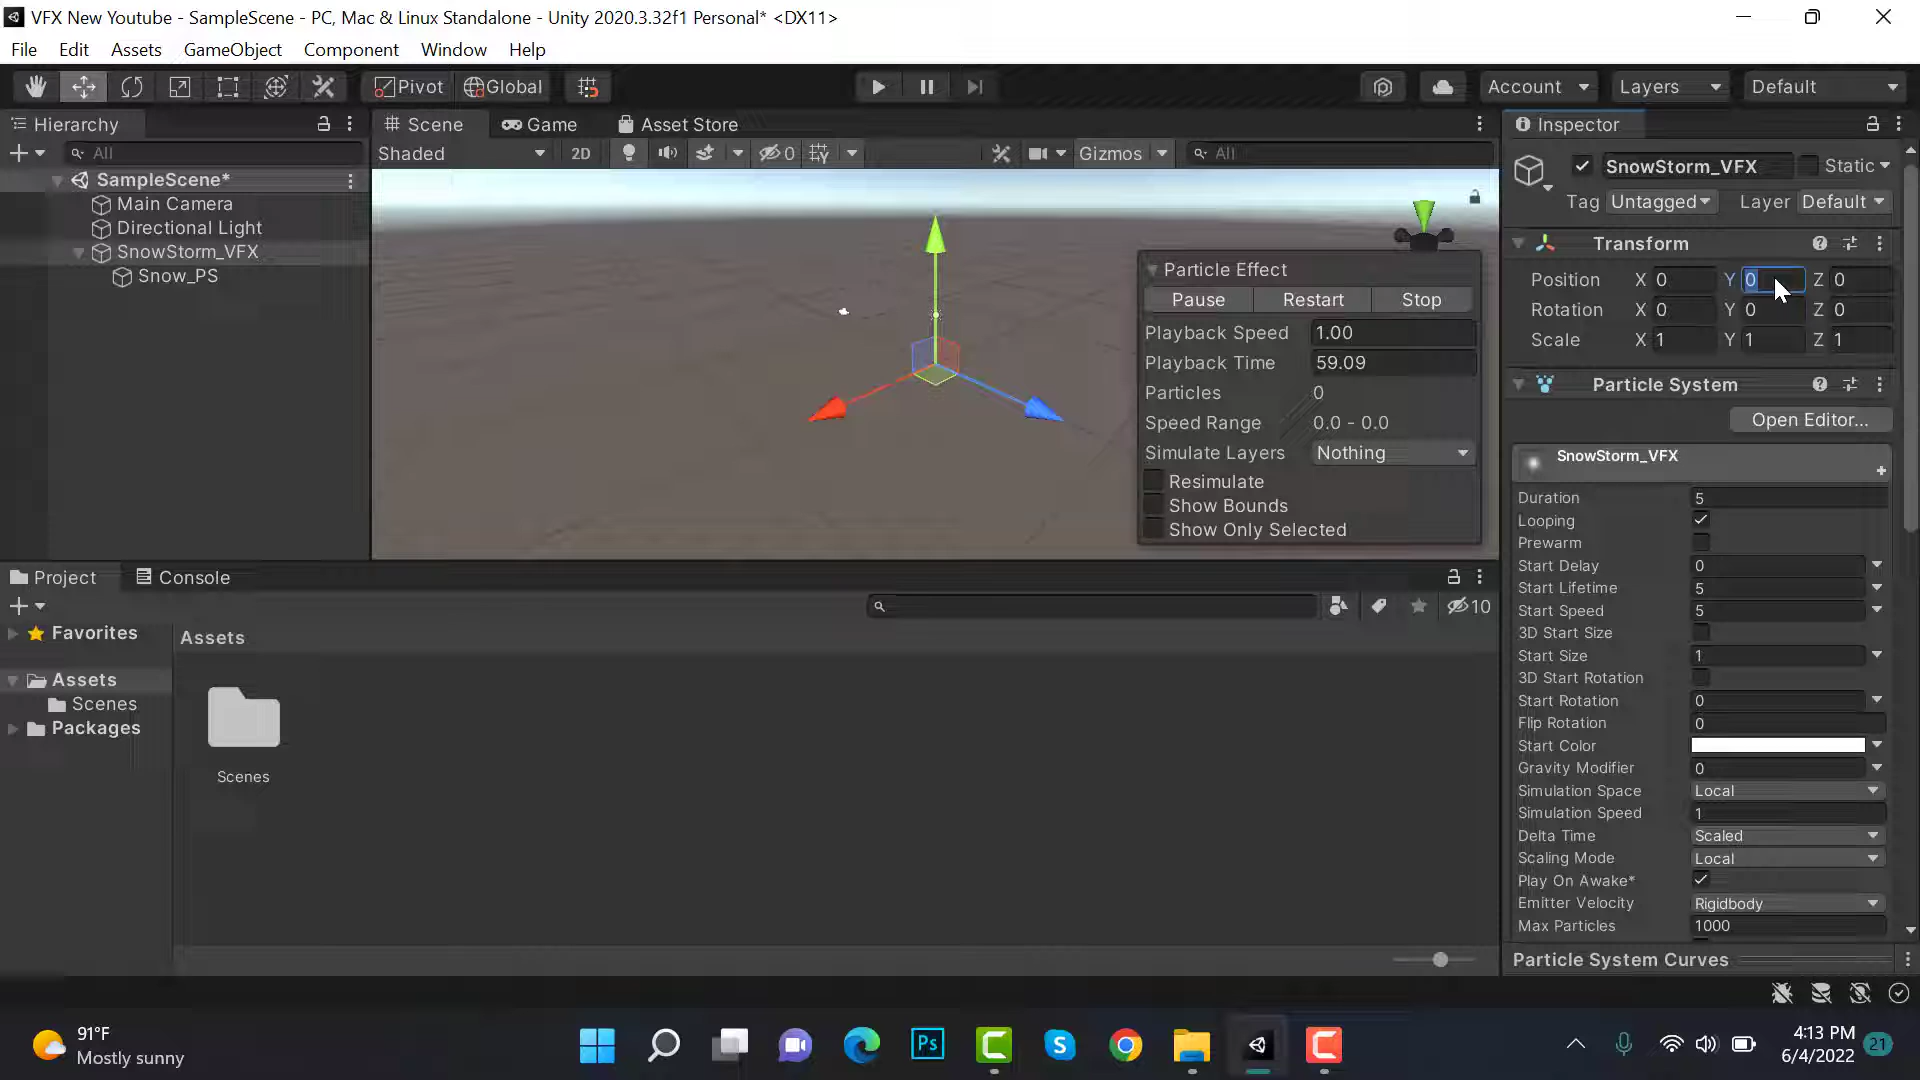 VFX New Youtube - SampleScene - PC, Mac & Linux Standalone - Unity 2020.3.32f1 Personal* <DX11>
File Edit Assets GameObject Component Window Help
Pivot Global Account Layers Default
Hierarchy
All
SampleScene*
Main Camera
Directional Light
SnowStorm_VFX
Snow_PS
Scene Game Asset Store
Shaded 2D 0 Gizmos All
Particle Effect
Pause Restart Stop
Playback Speed 1.00
Playback Time 59.09
Particles 0
Speed Range 0.0 - 0.0
Simulate Layers Nothing
Resimulate
Show Bounds
Show Only Selected
Inspector
SnowStorm_VFX Static
Tag Untagged Layer Default
Transform
Position X 0 Y 0 Z 0
Rotation X 0 Y 0 Z 0
Scale X 1 Y 1 Z 1
Particle System
Open Editor...
SnowStorm_VFX
Duration 5
Looping
Prewarm
Start Delay 0
Start Lifetime 5
Start Speed 5
3D Start Size
Start Size 1
3D Start Rotation
Start Rotation 0
Flip Rotation 0
Start Color
Gravity Modifier 0
Simulation Space Local
Simulation Speed 1
Delta Time Scaled
Scaling Mode Local
Play On Awake*
Emitter Velocity Rigidbody
Max Particles 1000
Particle System Curves
Project Console
10
Favorites
Assets
Scenes
Packages
Assets
Scenes
91°F
Mostly sunny
Ps
4:13 PM
6/4/2022
21